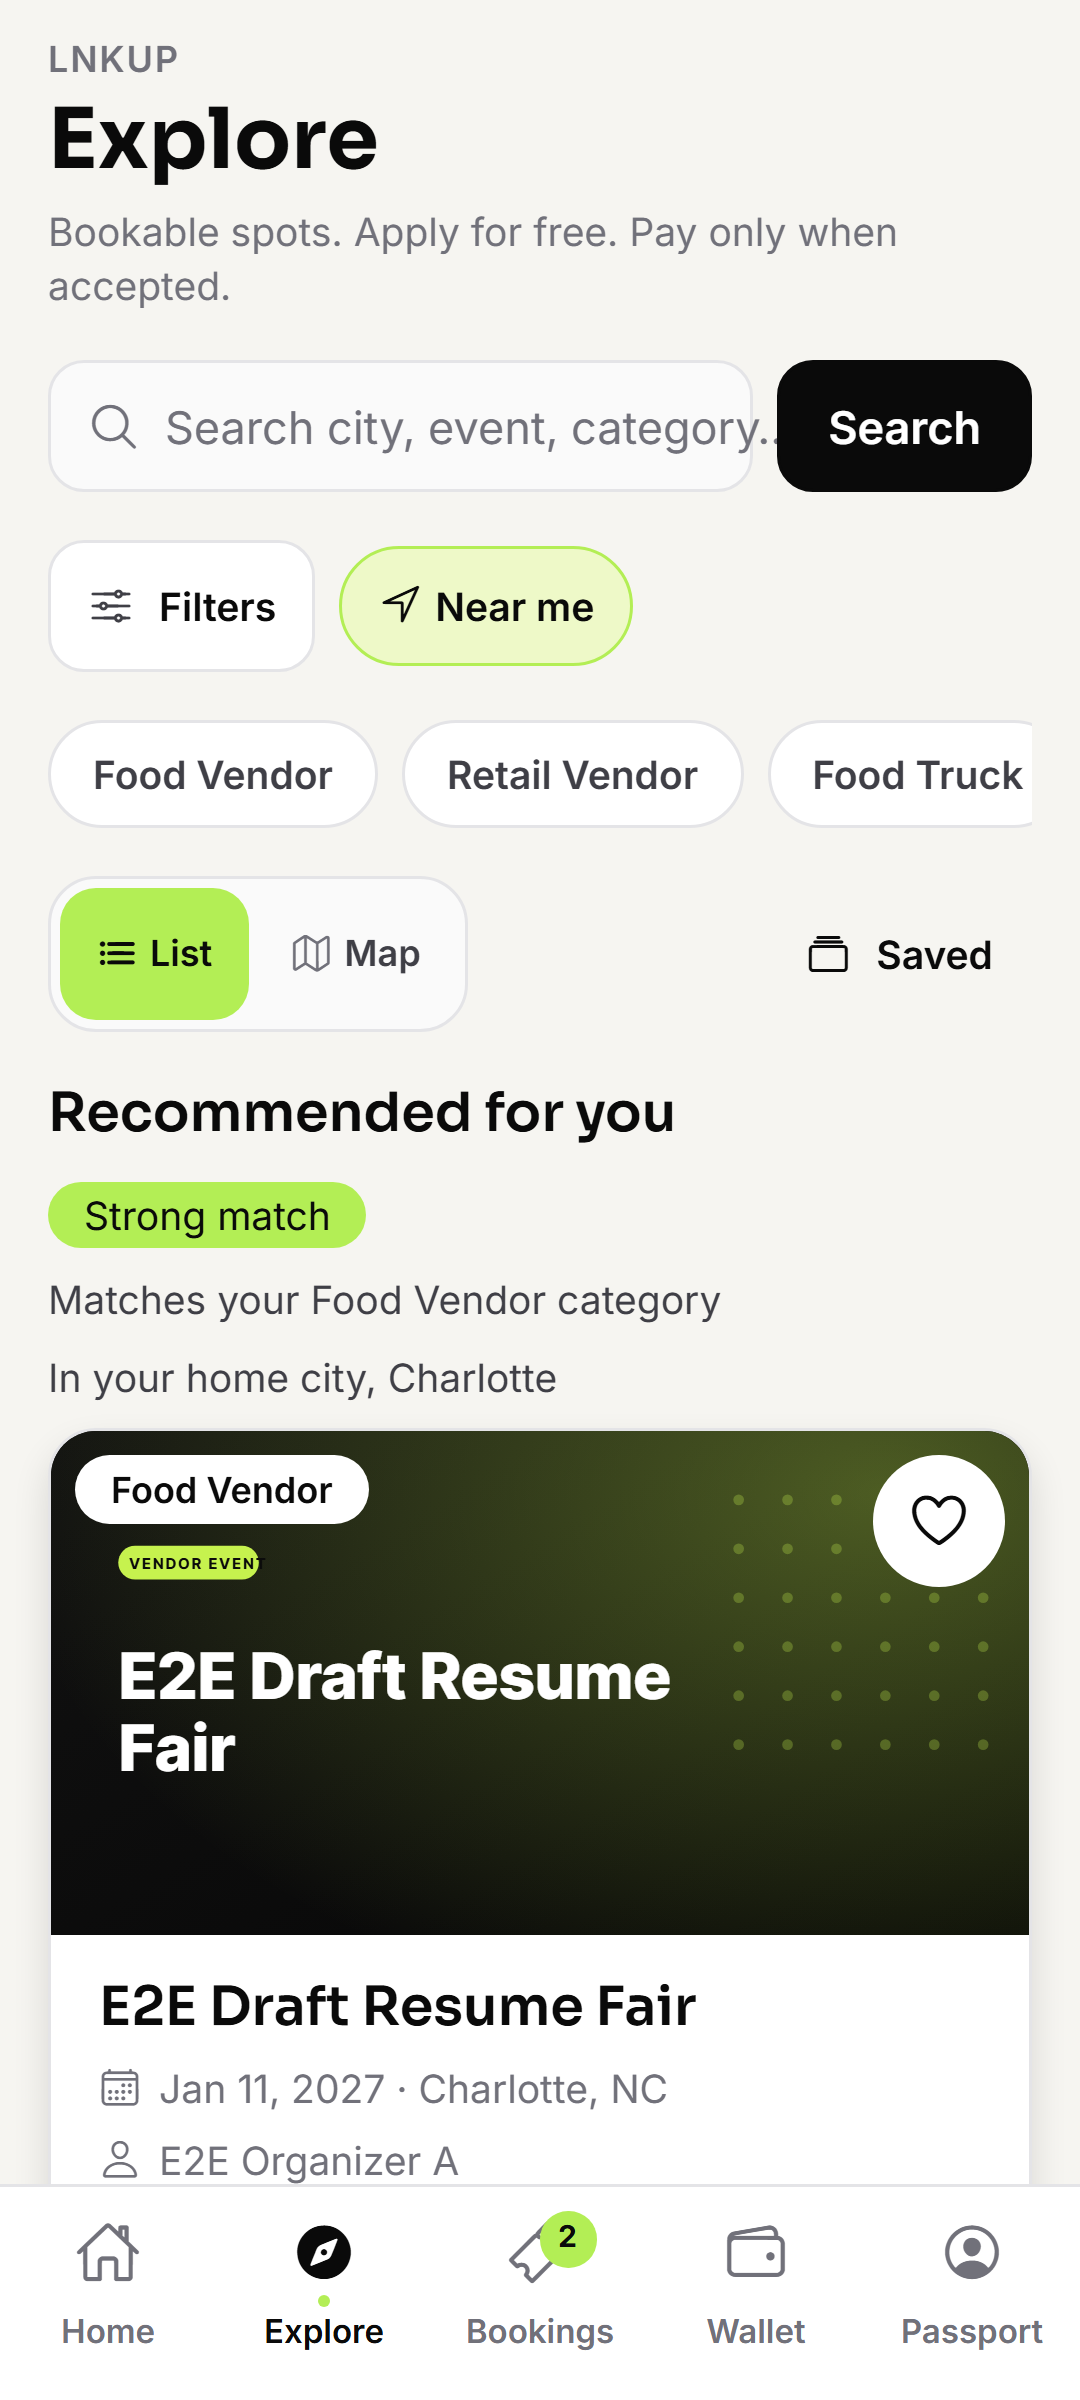 LNKUP
Explore
Bookable spots. Apply for free. Pay only when
accepted.
Search city, event, category..
Search
Filters
Near me
Food Vendor
Retail Vendor
Food Truck
List
Map
Saved
Recommended for you
Strong match
Matches your Food Vendor category
In your home city, Charlotte
Food Vendor
VENDOR EVENT
E2E Draft Resume
Fair
E2E Draft Resume Fair
Jan 11, 2027 · Charlotte, NC
E2E Organizer A
2
Home
Explore
Bookings
Wallet
Passport